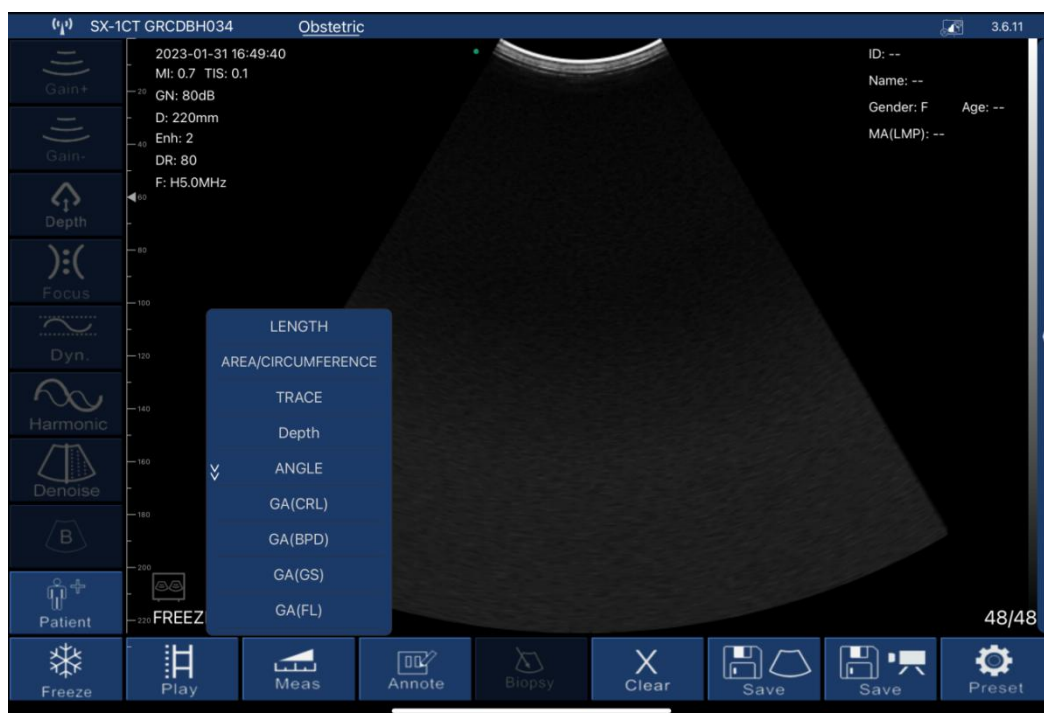 SX-1CT GRCDBH034 Obstetric 3.6.11
2023-01-31 16:49:40
MI: 0.7 TIS: 0.1
GN: 80dB
D: 220mm
Enh: 2
DR: 80
F: H5.0MHz
ID: --
Name: --
Gender: F Age: --
MA(LMP): --
Gain+
Gain-
Depth
Focus
Dyn.
Harmonic
Denoise
B
Patient
20
40
60
80
100
120
140
160
180
200
220
LENGTH
AREA/CIRCUMFERENCE
TRACE
Depth
ANGLE
GA(CRL)
GA(BPD)
GA(GS)
GA(FL)
FREEZ
48/48
Freeze
Play
Meas
Annote
Biopsy
Clear
Save
Save
Preset